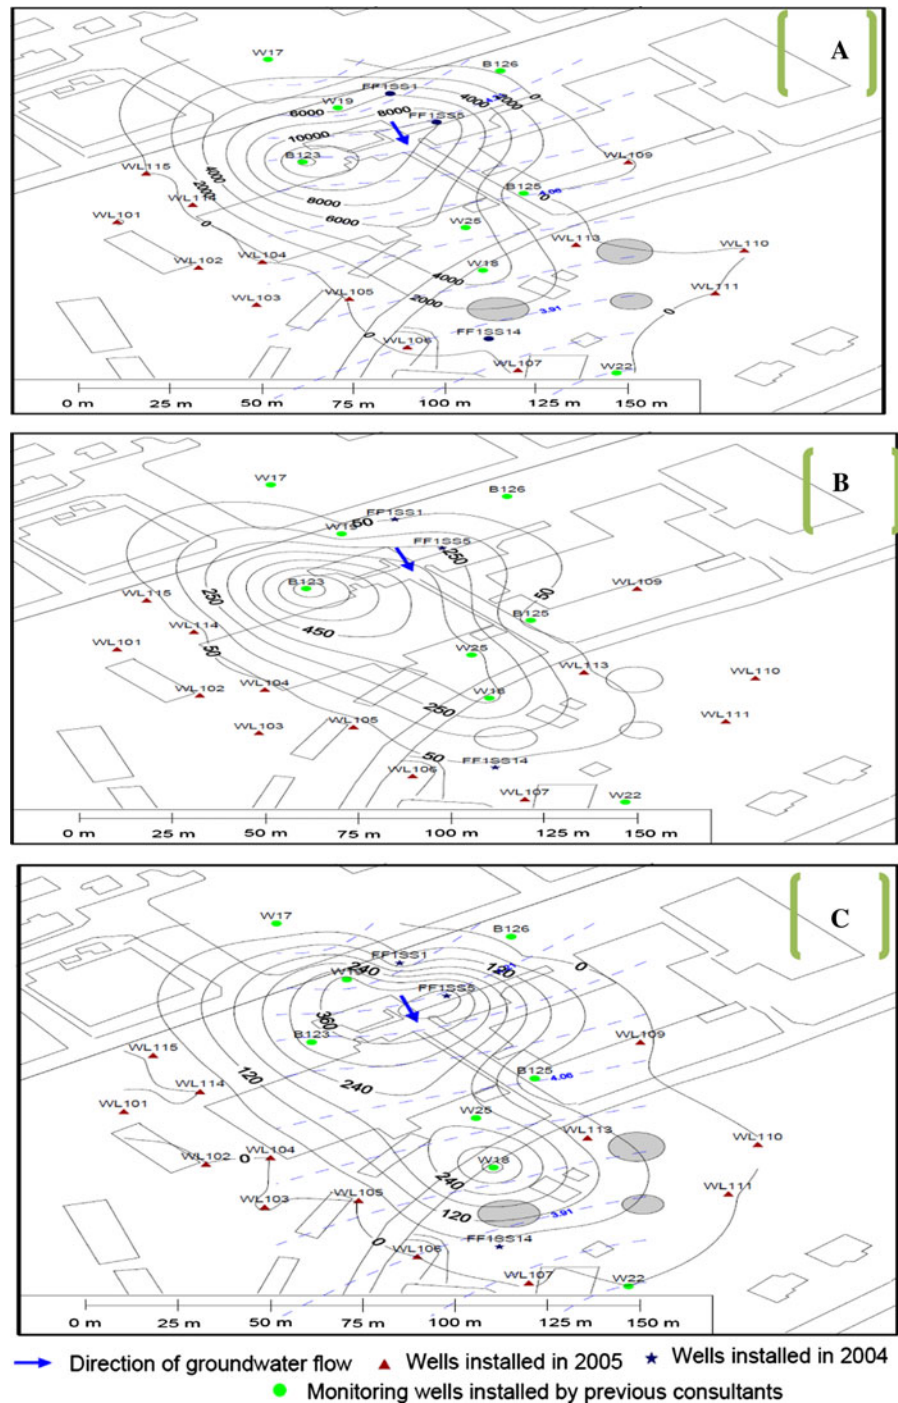 A
W17
B126
FF1SS1
4000
2000
0
6000
W19
8000
FF1SS5
10000
B123
WL115
4000
2000
WL109
B125
4.06
0
WL114
8000
WL101
0
6000
W25
WL113
WL110
WL102
WL104
W18
4000
WL111
WL103
WL105
2000
3.91
0
0
WL106
FF1SS14
WL107
W22
0 m 25 m 50 m 75 m 100 m 125 m 150 m
B
W17
B126
FF1SS1
50
FF1SS5
250
B123
WL109
WL115
250
50
B125
WL114
450
WL101
50
W25
WL113
WL110
WL102
WL104
W18
250
WL111
WL103
WL105
50
FF1SS14
WL106
WL107
W22
0 m 25 m 50 m 75 m 100 m 125 m 150 m
C
W17
B126
FF1SS1
240
120
0
FF1SS5
360
B123
WL109
WL115
120
240
B125
4.06
WL114
WL101
W25
WL113
WL110
WL102
0
WL104
W18
240
WL111
WL103
WL105
120
3.91
0
WL106
FF1SS14
WL107
W22
0 m 25 m 50 m 75 m 100 m 125 m 150 m
Direction of groundwater flow Wells installed in 2005 Wells installed in 2004
Monitoring wells installed by previous consultants